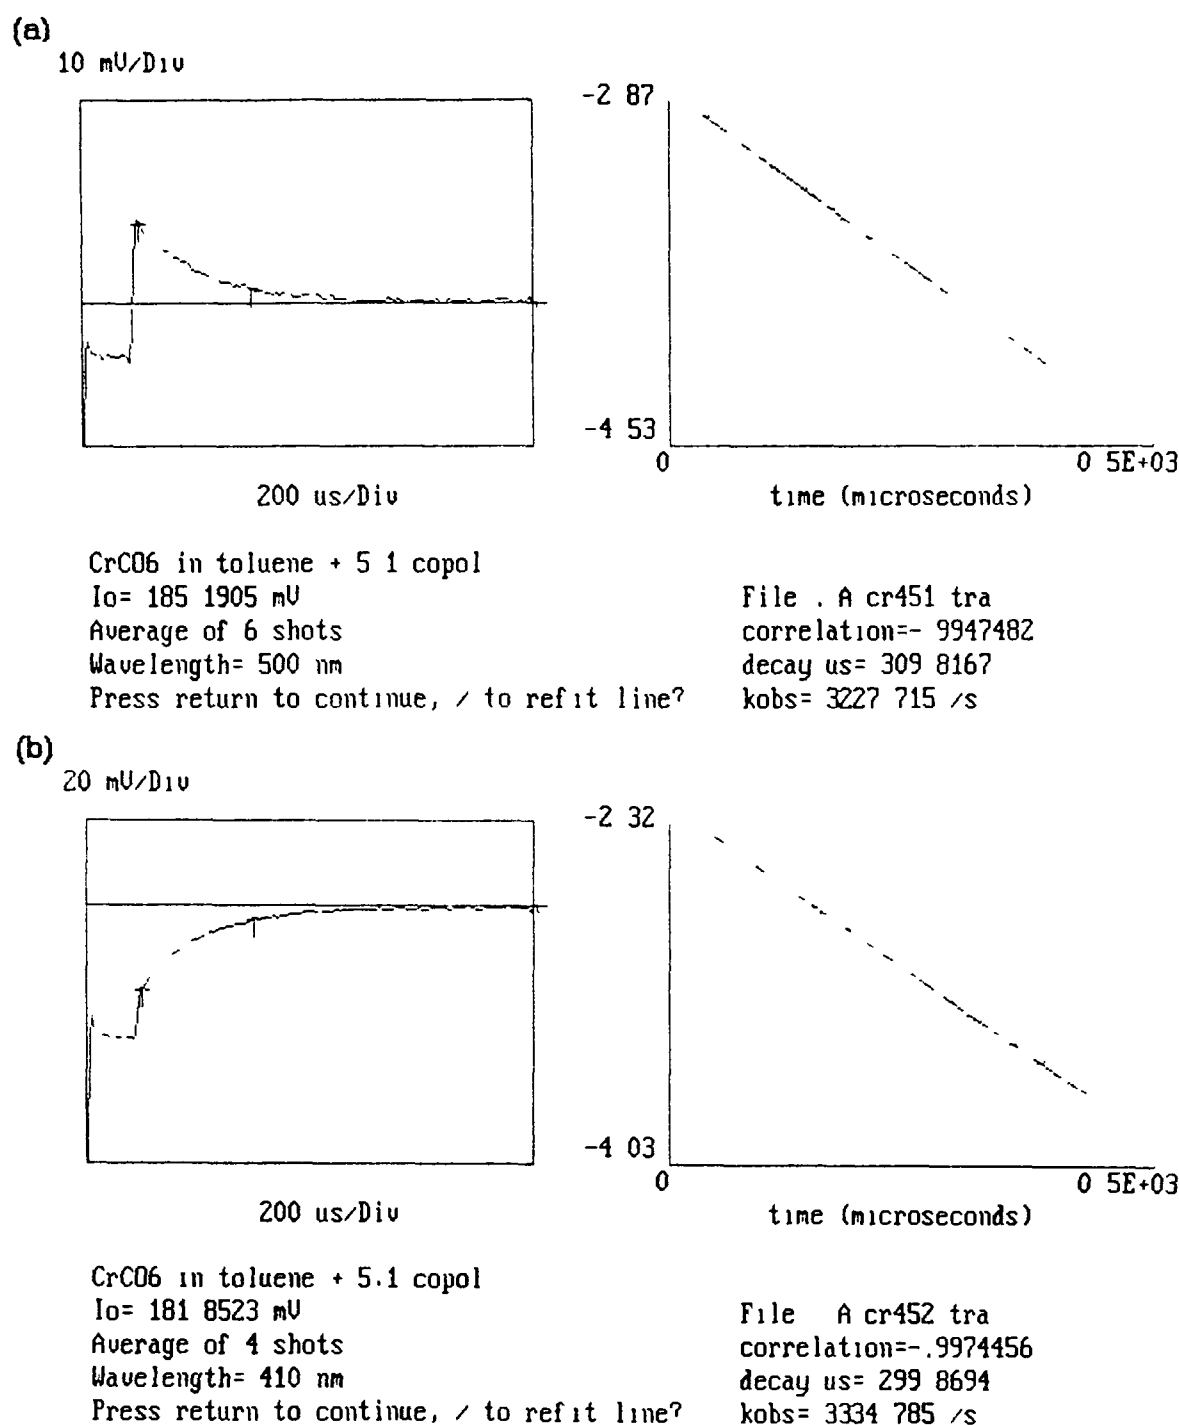 (a)
10 mV/Div
-2 87
-4 53
0
0 5E+03
200 us/Div
time (microseconds)
CrCO6 in toluene + 5 1 copol
Io= 185 1905 mV
File . A cr451 tra
Average of 6 shots
correlation=- 9947482
Wavelength= 500 nm
decay us= 309 8167
Press return to continue, / to refit line?
kobs= 3227 715 /s
(b)
20 mV/Div
-2 32
-4 03
0
0 5E+03
200 us/Div
time (microseconds)
CrCO6 in toluene + 5.1 copol
Io= 181 8523 mV
File A cr452 tra
Average of 4 shots
correlation=-.9974456
Wavelength= 410 nm
decay us= 299 8694
Press return to continue, / to refit line?
kobs= 3334 785 /s